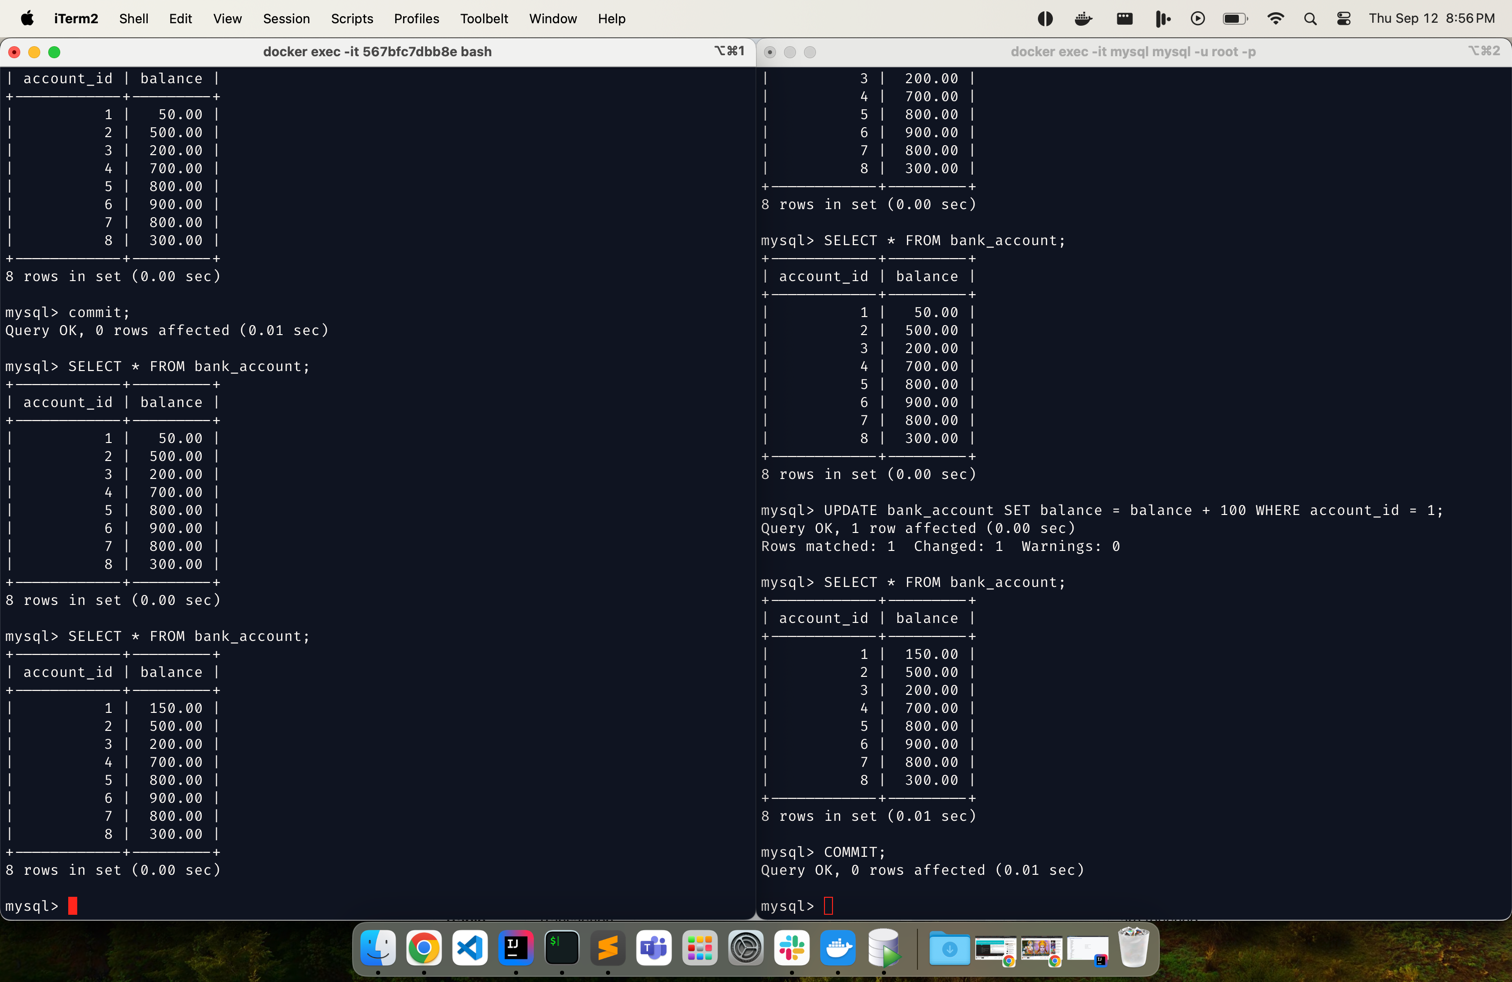 iTerm2 Shell Edit View Session Scripts Profiles Toolbelt Window Help Thu Sep 12 8:56 PM
docker exec -it 567bfc7dbb8e bash ⌥⌘1
| account_id | balance |
+------------+---------+
| 1 | 50.00 |
| 2 | 500.00 |
| 3 | 200.00 |
| 4 | 700.00 |
| 5 | 800.00 |
| 6 | 900.00 |
| 7 | 800.00 |
| 8 | 300.00 |
+------------+---------+
8 rows in set (0.00 sec)
mysql> commit;
Query OK, 0 rows affected (0.01 sec)
mysql> SELECT * FROM bank_account;
+------------+---------+
| account_id | balance |
+------------+---------+
| 1 | 50.00 |
| 2 | 500.00 |
| 3 | 200.00 |
| 4 | 700.00 |
| 5 | 800.00 |
| 6 | 900.00 |
| 7 | 800.00 |
| 8 | 300.00 |
+------------+---------+
8 rows in set (0.00 sec)
mysql> SELECT * FROM bank_account;
+------------+---------+
| account_id | balance |
+------------+---------+
| 1 | 150.00 |
| 2 | 500.00 |
| 3 | 200.00 |
| 4 | 700.00 |
| 5 | 800.00 |
| 6 | 900.00 |
| 7 | 800.00 |
| 8 | 300.00 |
+------------+---------+
8 rows in set (0.00 sec)
mysql>
docker exec -it mysql mysql -u root -p ⌥⌘2
| 3 | 200.00 |
| 4 | 700.00 |
| 5 | 800.00 |
| 6 | 900.00 |
| 7 | 800.00 |
| 8 | 300.00 |
+------------+---------+
8 rows in set (0.00 sec)
mysql> SELECT * FROM bank_account;
+------------+---------+
| account_id | balance |
+------------+---------+
| 1 | 50.00 |
| 2 | 500.00 |
| 3 | 200.00 |
| 4 | 700.00 |
| 5 | 800.00 |
| 6 | 900.00 |
| 7 | 800.00 |
| 8 | 300.00 |
+------------+---------+
8 rows in set (0.00 sec)
mysql> UPDATE bank_account SET balance = balance + 100 WHERE account_id = 1;
Query OK, 1 row affected (0.00 sec)
Rows matched: 1 Changed: 1 Warnings: 0
mysql> SELECT * FROM bank_account;
+------------+---------+
| account_id | balance |
+------------+---------+
| 1 | 150.00 |
| 2 | 500.00 |
| 3 | 200.00 |
| 4 | 700.00 |
| 5 | 800.00 |
| 6 | 900.00 |
| 7 | 800.00 |
| 8 | 300.00 |
+------------+---------+
8 rows in set (0.01 sec)
mysql> COMMIT;
Query OK, 0 rows affected (0.01 sec)
mysql>
IJ
$